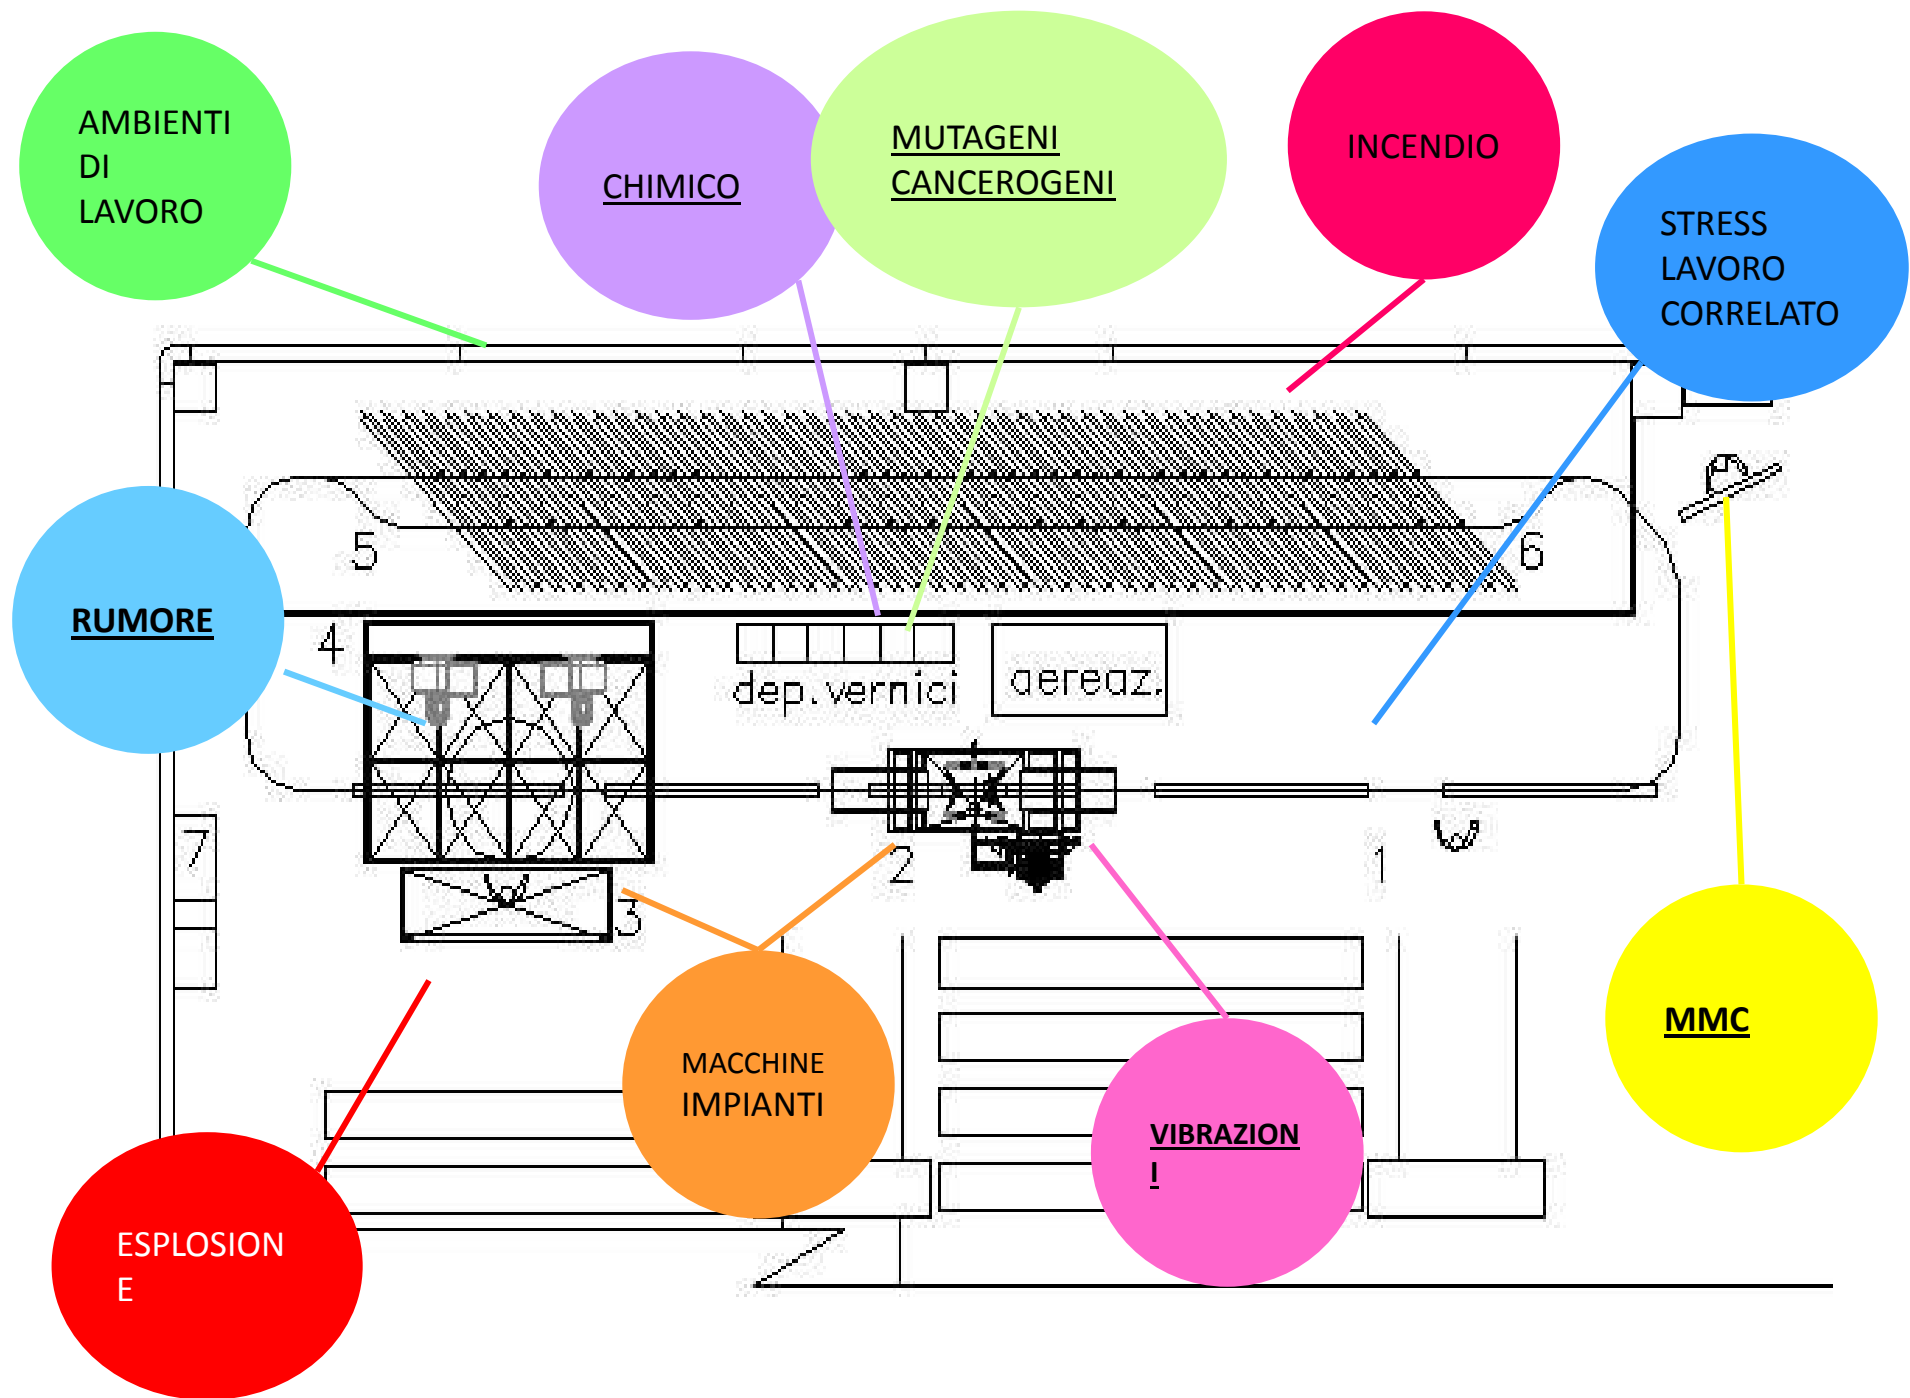 AMBIENTI
DI
LAVORO
CHIMICO
MUTAGENI
CANCEROGENI
INCENDIO
STRESS
LAVORO
CORRELATO
RUMORE
5
6
4
dep.vernici
aereaz.
7
2
1
3
MACCHINE
IMPIANTI
VIBRAZION
I
MMC
ESPLOSION
E